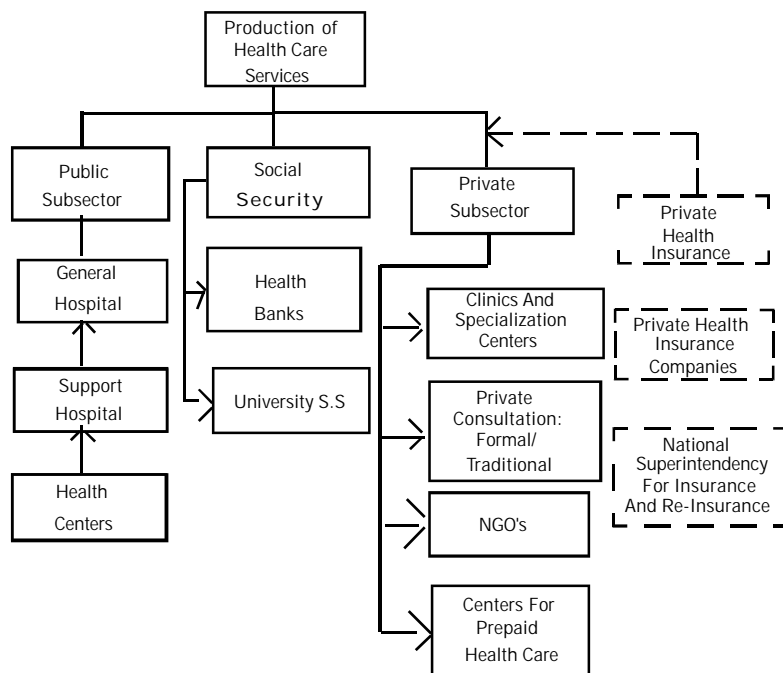 Production of
Health Care
Services
Public
Subsector
Social
Security
Private
Subsector
Private
Health
Insurance
General
Hospital
Health
Banks
Clinics And
Specialization
Centers
Private Health
Insurance
Companies
Support
Hospital
University S.S
Private
Consultation:
Formal/
Traditional
National
Superintendency
For Insurance
And Re-Insurance
Health
Centers
NGO's
Centers For
Prepaid
Health Care